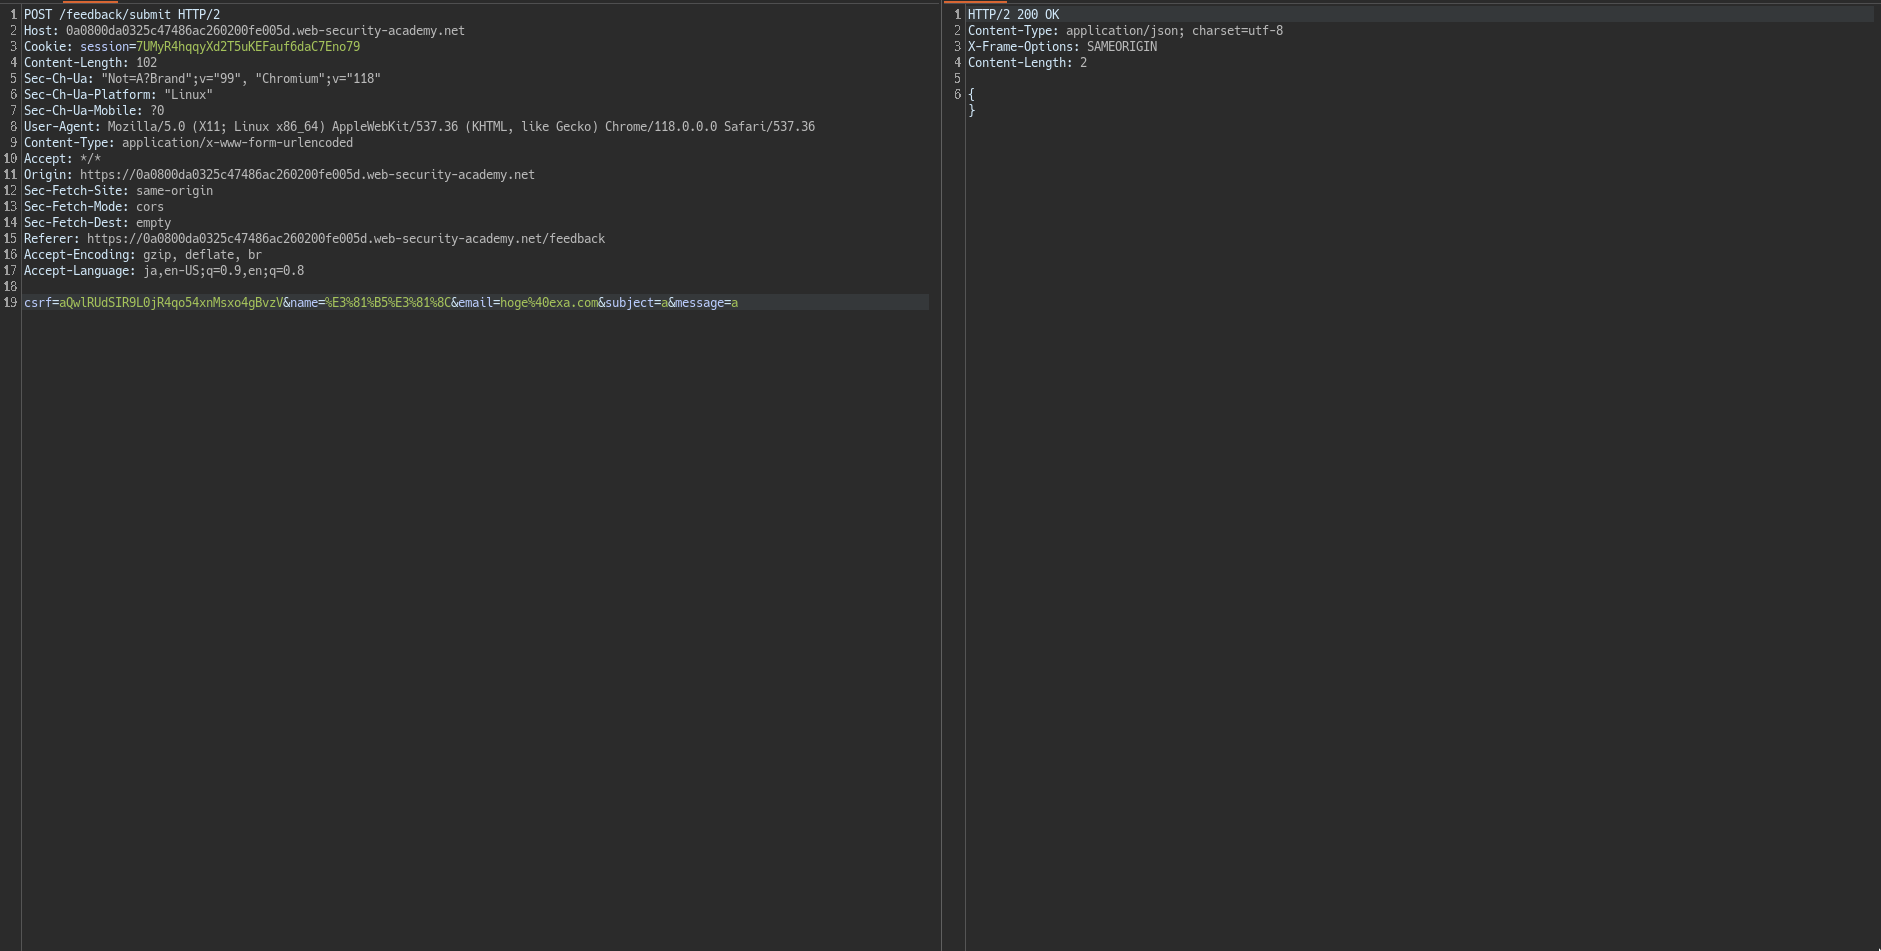 1 POST /feedback/submit HTTP/2
2 Host: 0a0800da0325c47486ac260200fe005d.web-security-academy.net
3 Cookie: session=7UMyR4hqqyXd2T5uKEFauf6daC7Eno79
4 Content-Length: 102
5 Sec-Ch-Ua: "Not=A?Brand";v="99", "Chromium";v="118"
6 Sec-Ch-Ua-Platform: "Linux"
7 Sec-Ch-Ua-Mobile: ?0
8 User-Agent: Mozilla/5.0 (X11; Linux x86_64) AppleWebKit/537.36 (KHTML, like Gecko) Chrome/118.0.0.0 Safari/537.36
9 Content-Type: application/x-www-form-urlencoded
10 Accept: */*
11 Origin: https://0a0800da0325c47486ac260200fe005d.web-security-academy.net
12 Sec-Fetch-Site: same-origin
13 Sec-Fetch-Mode: cors
14 Sec-Fetch-Dest: empty
15 Referer: https://0a0800da0325c47486ac260200fe005d.web-security-academy.net/feedback
16 Accept-Encoding: gzip, deflate, br
17 Accept-Language: ja,en-US;q=0.9,en;q=0.8
18
19 csrf=aQwlRUdSIR9L0jR4qo54xnMsxo4gBvzV&name=%E3%81%B5%E3%81%8C&email=hoge%40exa.com&subject=a&message=a
1 HTTP/2 200 OK
2 Content-Type: application/json; charset=utf-8
3 X-Frame-Options: SAMEORIGIN
4 Content-Length: 2
5
6 {
}